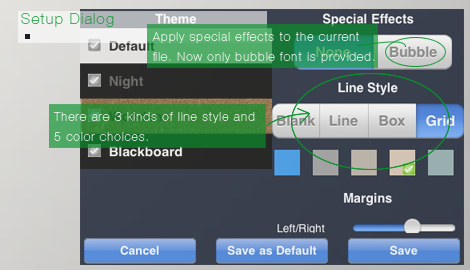 Setup Dialog
Theme
Special Effects
Default
Apply special effects to the current
file. Now only bubble font is provided.
None
Bubble
Night
Line Style
There are 3 kinds of line style and
5 color choices.
Blank
Line
Box
Grid
Blackboard
Margins
Left/Right
Cancel
Save as Default
Save